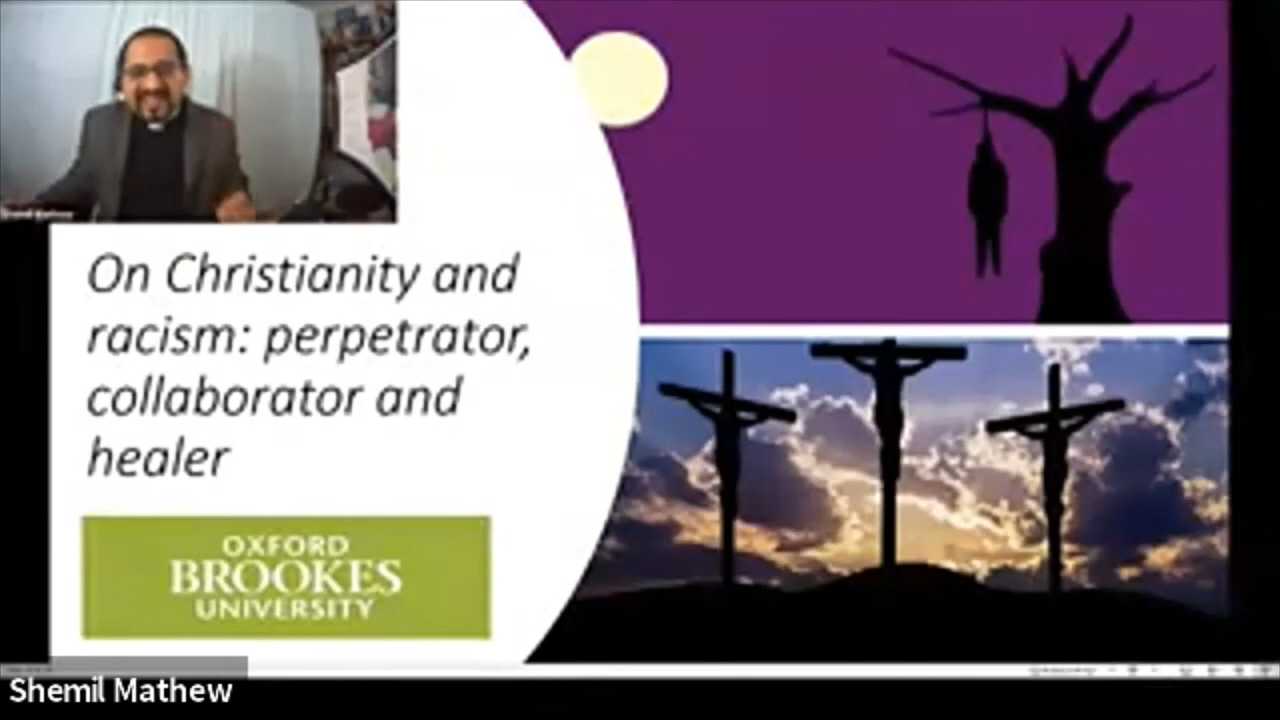 On Christianity and
racism: perpetrator,
collaborator and
healer
OXFORD
BROOKES
UNIVERSITY
Shemil Mathew